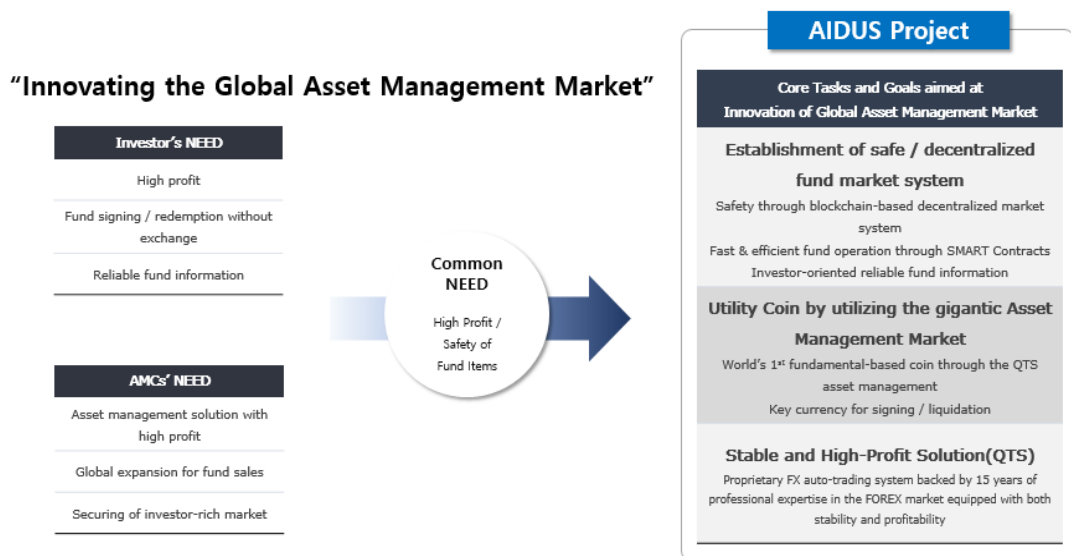 "Innovating the Global Asset Management Market"
Investor's NEED
High profit
Fund signing / redemption without
exchange
Reliable fund information
AMCs' NEED
Asset management solution with
high profit
Global expansion for fund sales
Securing of investor-rich market
Common
NEED
High Profit /
Safety of
Fund Items
AIDUS Project
Core Tasks and Goals aimed at
Innovation of Global Asset Management Market
Establishment of safe / decentralized
fund market system
Safety through blockchain-based decentralized market
system
Fast & efficient fund operation through SMART Contracts
Investor-oriented reliable fund information
Utility Coin by utilizing the gigantic Asset
Management Market
World's 1st fundamental-based coin through the QTS
asset management
Key currency for signing / liquidation
Stable and High-Profit Solution(QTS)
Proprietary FX auto-trading system backed by 15 years of
professional expertise in the FOREX market equipped with both
stability and profitability